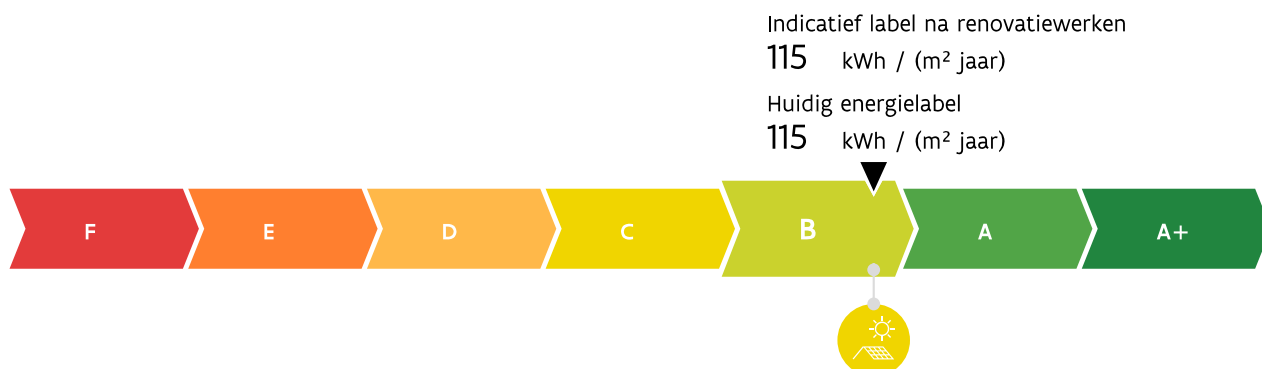 Indicatief label na renovatiewerken
115 kWh / (m² jaar)
Huidig energielabel
115 kWh / (m² jaar)
F E D C B A A+